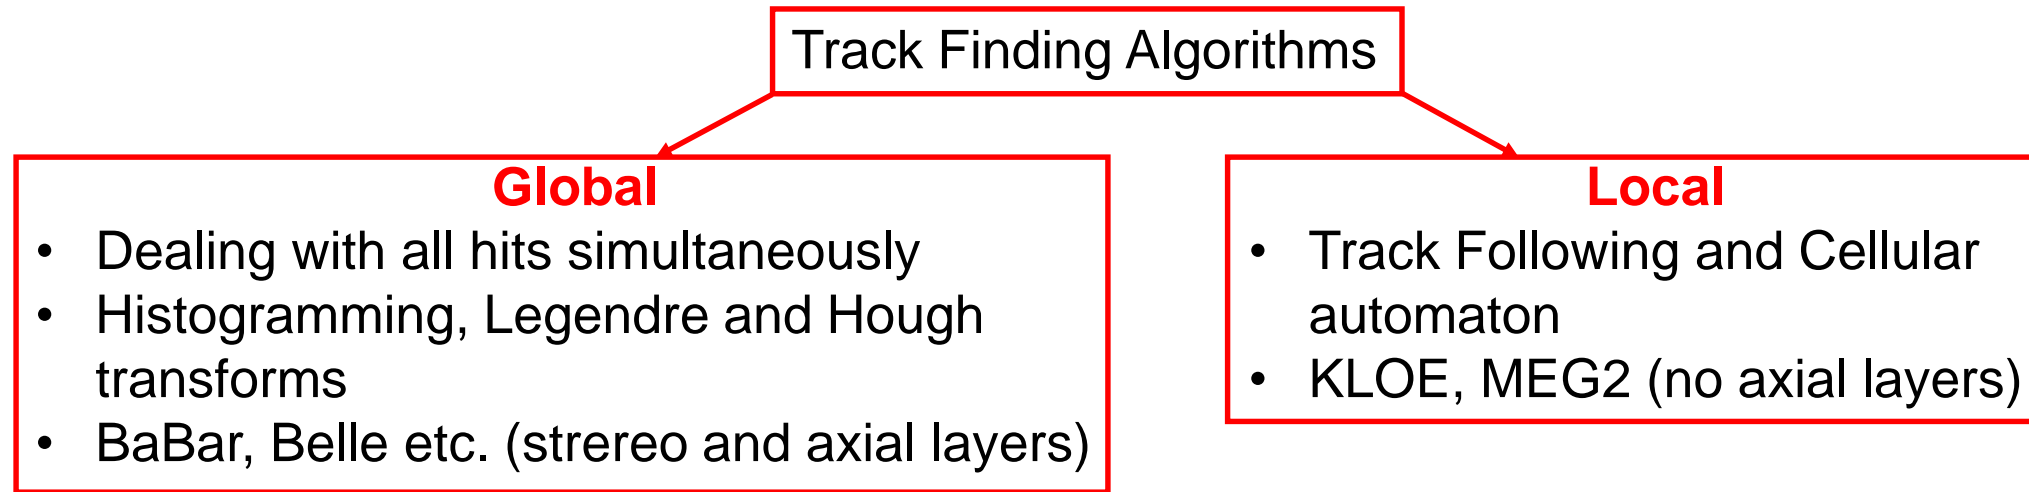 Track Finding Algorithms
Global
• Dealing with all hits simultaneously
• Histogramming, Legendre and Hough
transforms
• BaBar, Belle etc. (strereo and axial layers)
Local
• Track Following and Cellular
automaton
• KLOE, MEG2 (no axial layers)